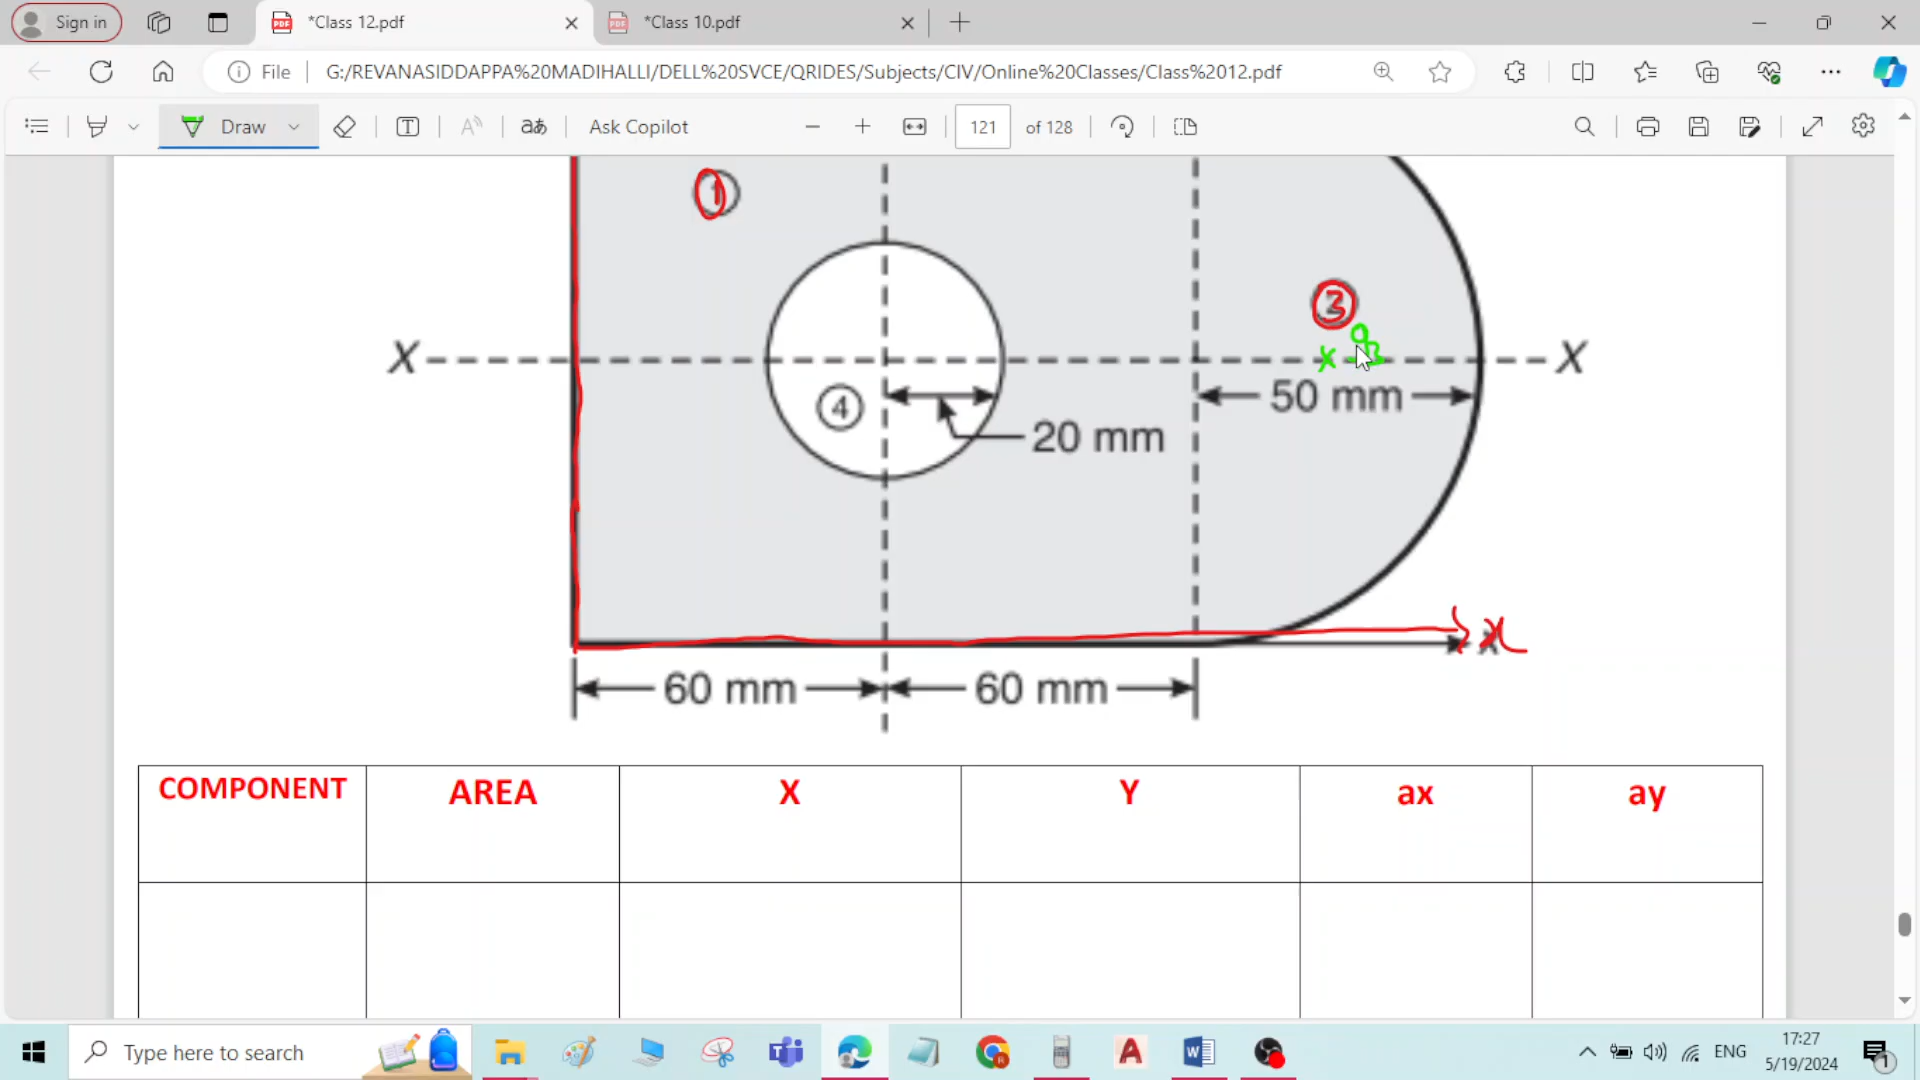 Sign in
*Class 12.pdf
*Class 10.pdf
File
G:/REVANASIDDAPPA%20MADIHALLI/DELL%20SVCE/QRIDES/Subjects/CIV/Online%20Classes/Class%2012.pdf
Draw
Ask Copilot
121 of 128
1
X X
4
20 mm
50 mm
x
60 mm 60 mm
COMPONENT AREA X Y ax ay
Type here to search
ENG
17:27
5/19/2024
1